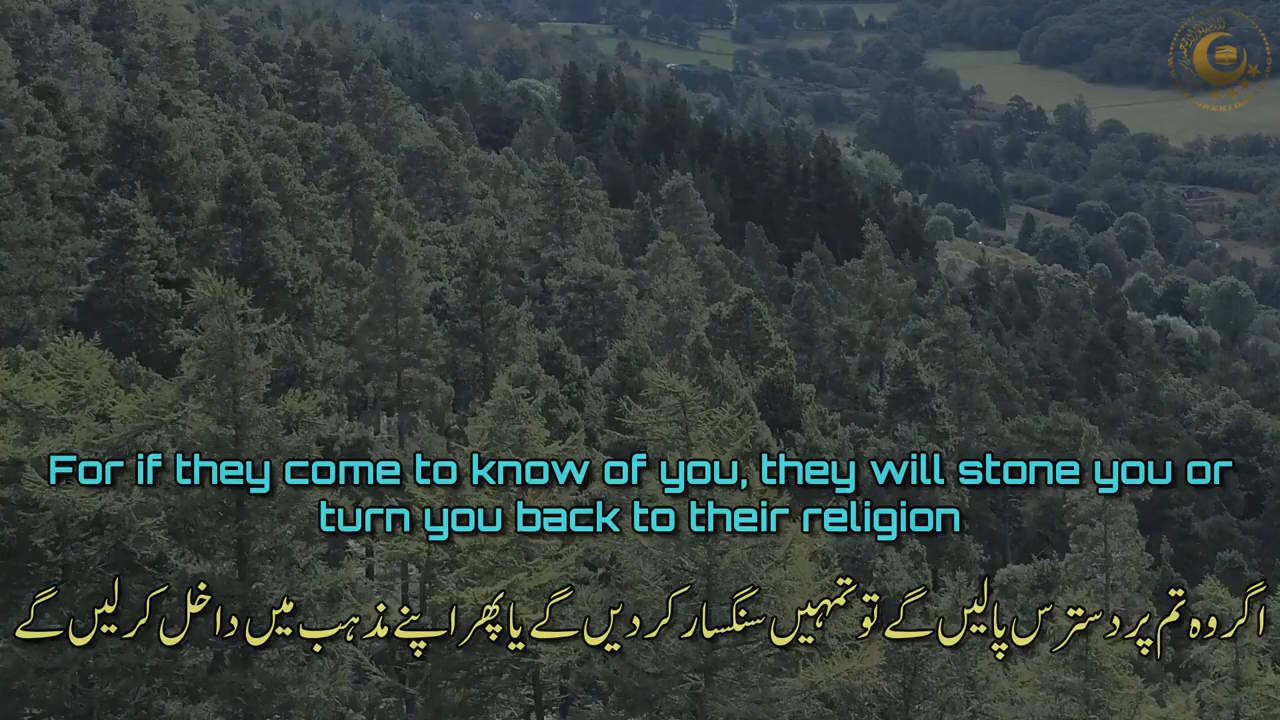 For if they come to know of you, they will stone you or
turn you back to their religion
اگر وہ تم پر دسترس پالیں گے تو تمہیں سنگسار کر دیں گے یا پھر اپنے مذہب میں داخل کر لیں گے